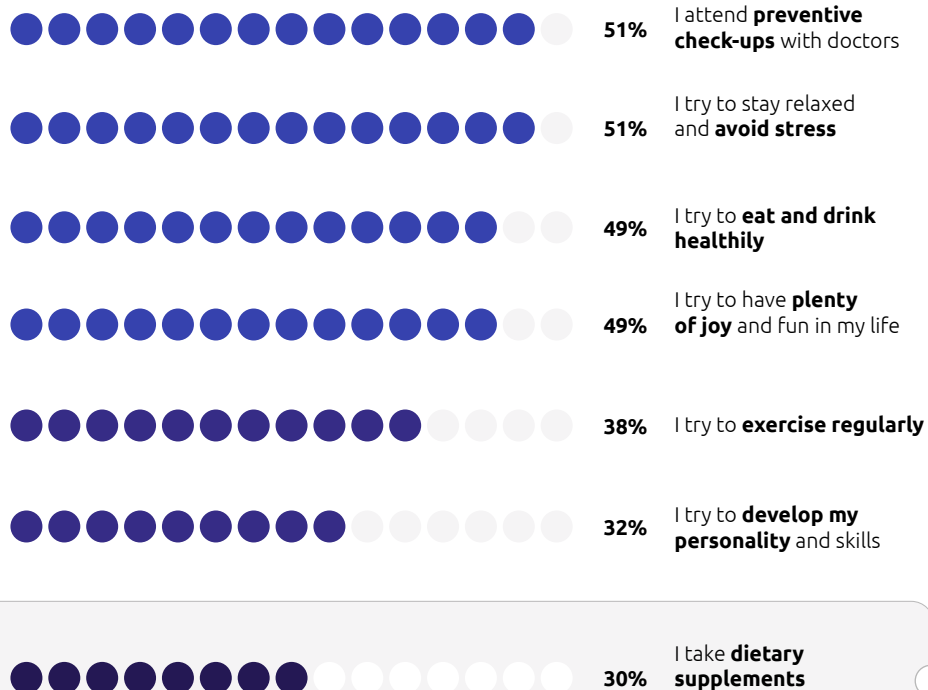 51%
I attend preventive
check-ups with doctors
51%
I try to stay relaxed
and avoid stress
49%
I try to eat and drink
healthily
49%
I try to have plenty
of joy and fun in my life
38%
I try to exercise regularly
32%
I try to develop my
personality and skills
30%
I take dietary
supplements